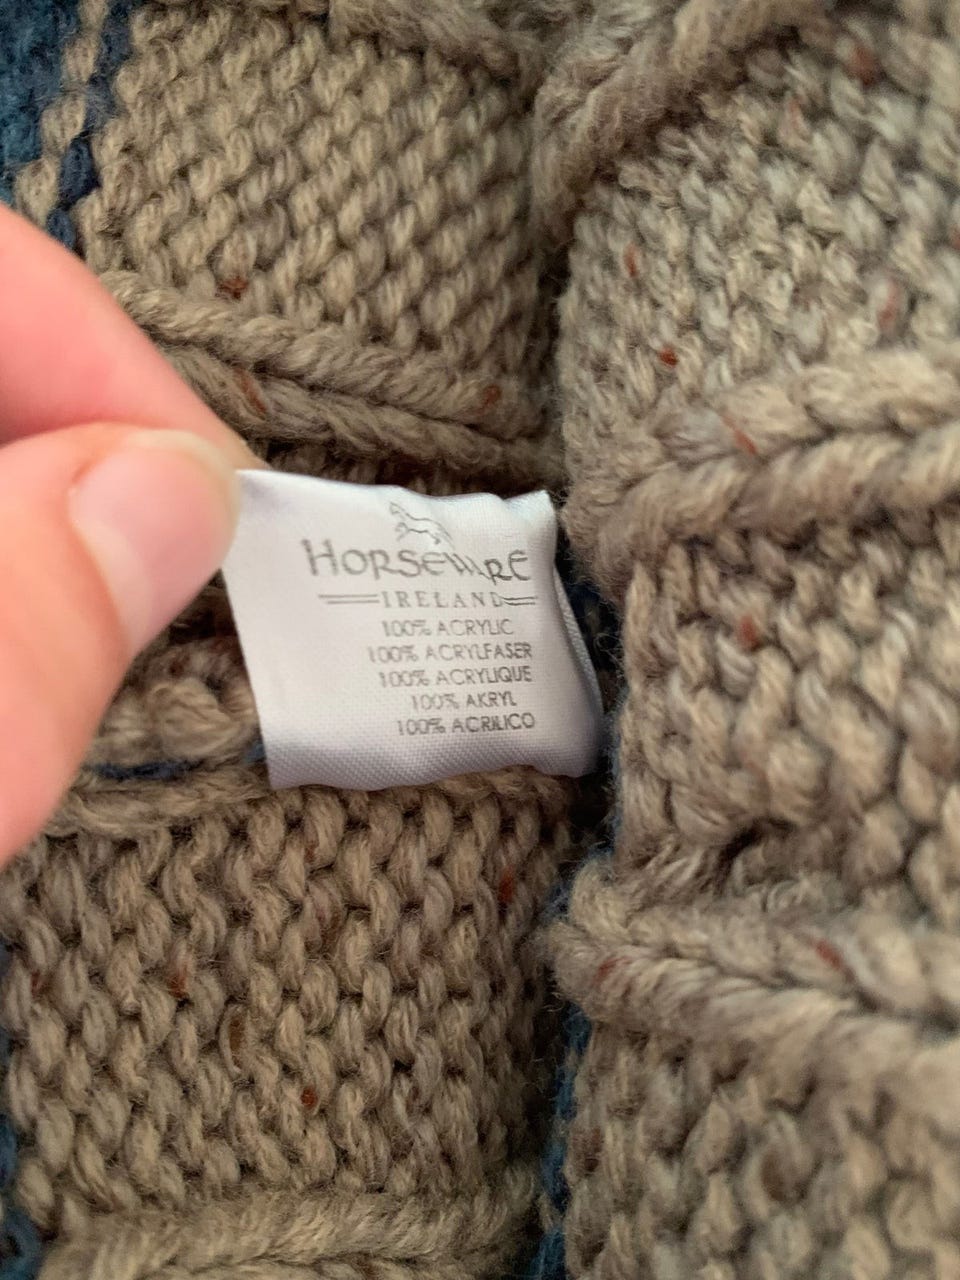 HORSEWARE
IRELAND
100% ACRYLIC
100% ACRYLFASER
100% ACRYLIQUE
100% AKRYL
100% ACRILICO